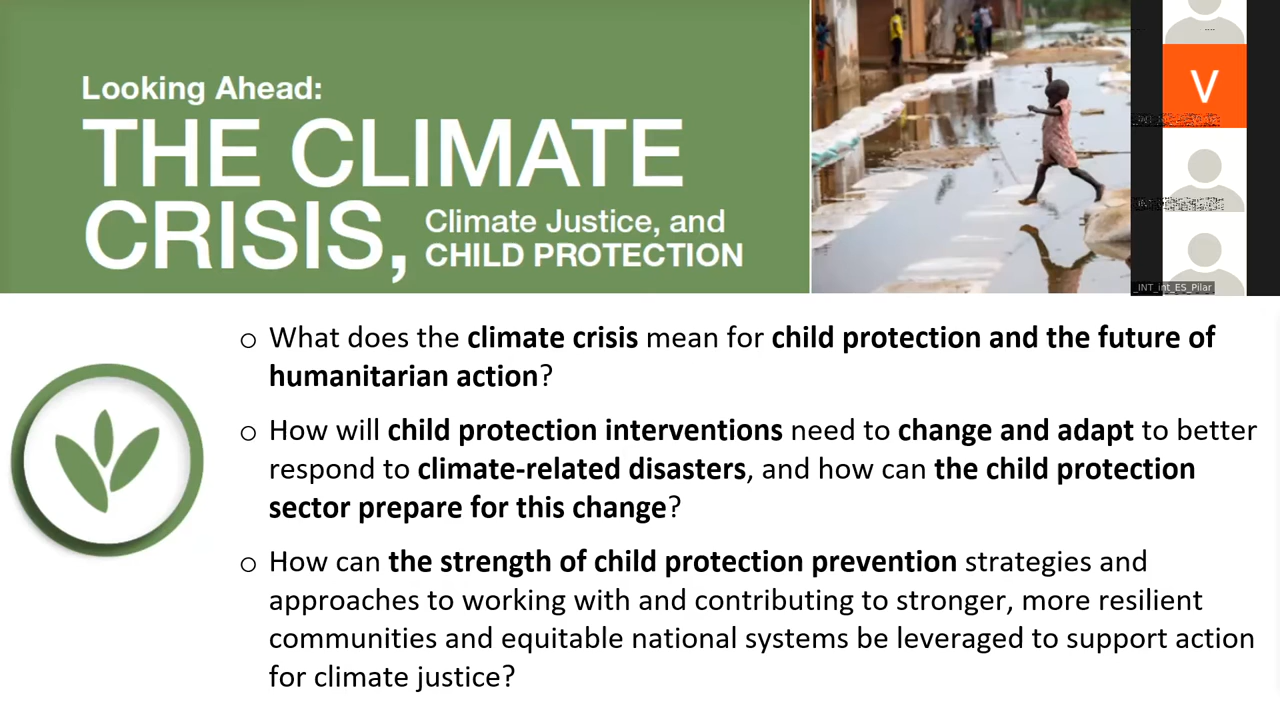 Looking Ahead:
THE CLIMATE
CRISIS, Climate Justice, and
CHILD PROTECTION
V
_INT_int_ES_Pilar
○ What does the climate crisis mean for child protection and the future of
humanitarian action?
○ How will child protection interventions need to change and adapt to better
respond to climate-related disasters, and how can the child protection
sector prepare for this change?
○ How can the strength of child protection prevention strategies and
approaches to working with and contributing to stronger, more resilient
communities and equitable national systems be leveraged to support action
for climate justice?